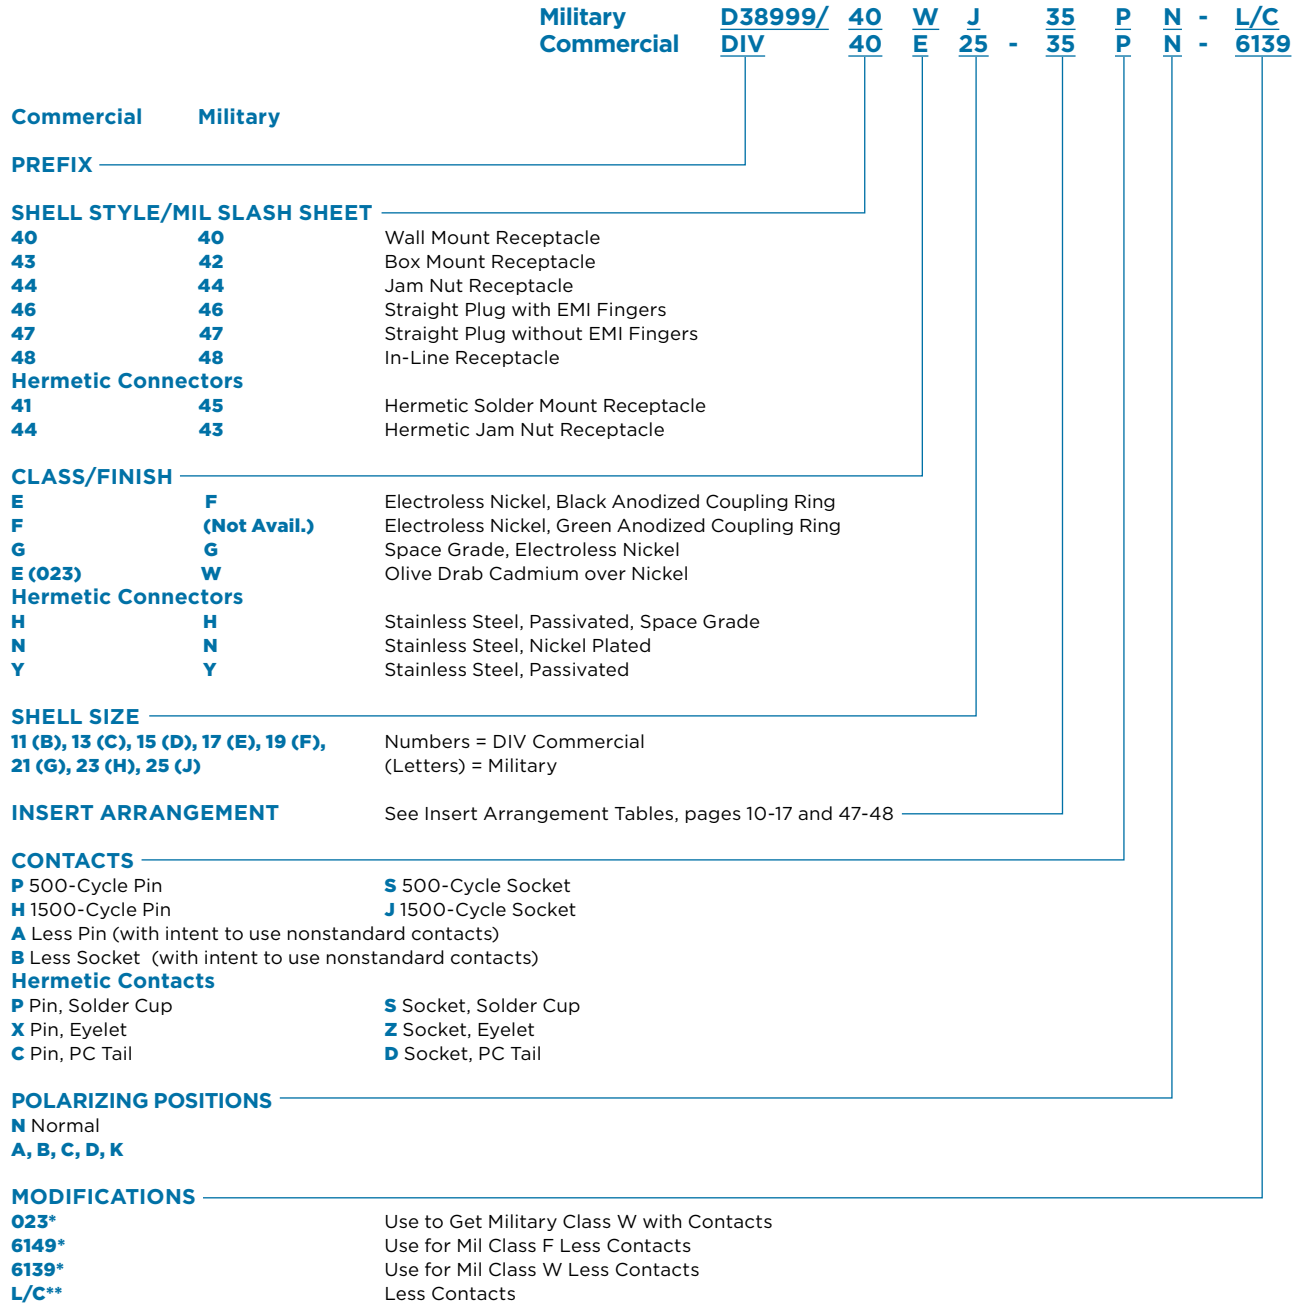 Military D38999/ 40 W J 35 P N - L/C
Commercial DIV 40 E 25 - 35 P N - 6139
Commercial Military
PREFIX
SHELL STYLE/MIL SLASH SHEET
40 40 Wall Mount Receptacle
43 42 Box Mount Receptacle
44 44 Jam Nut Receptacle
46 46 Straight Plug with EMI Fingers
47 47 Straight Plug without EMI Fingers
48 48 In-Line Receptacle
Hermetic Connectors
41 45 Hermetic Solder Mount Receptacle
44 43 Hermetic Jam Nut Receptacle
CLASS/FINISH
E F Electroless Nickel, Black Anodized Coupling Ring
F (Not Avail.) Electroless Nickel, Green Anodized Coupling Ring
G G Space Grade, Electroless Nickel
E (023) W Olive Drab Cadmium over Nickel
Hermetic Connectors
H H Stainless Steel, Passivated, Space Grade
N N Stainless Steel, Nickel Plated
Y Y Stainless Steel, Passivated
SHELL SIZE
11 (B), 13 (C), 15 (D), 17 (E), 19 (F), Numbers = DIV Commercial
21 (G), 23 (H), 25 (J) (Letters) = Military
INSERT ARRANGEMENT See Insert Arrangement Tables, pages 10-17 and 47-48
CONTACTS
P 500-Cycle Pin S 500-Cycle Socket
H 1500-Cycle Pin J 1500-Cycle Socket
A Less Pin (with intent to use nonstandard contacts)
B Less Socket (with intent to use nonstandard contacts)
Hermetic Contacts
P Pin, Solder Cup S Socket, Solder Cup
X Pin, Eyelet Z Socket, Eyelet
C Pin, PC Tail D Socket, PC Tail
POLARIZING POSITIONS
N Normal
A, B, C, D, K
MODIFICATIONS
023* Use to Get Military Class W with Contacts
6149* Use for Mil Class F Less Contacts
6139* Use for Mil Class W Less Contacts
L/C** Less Contacts